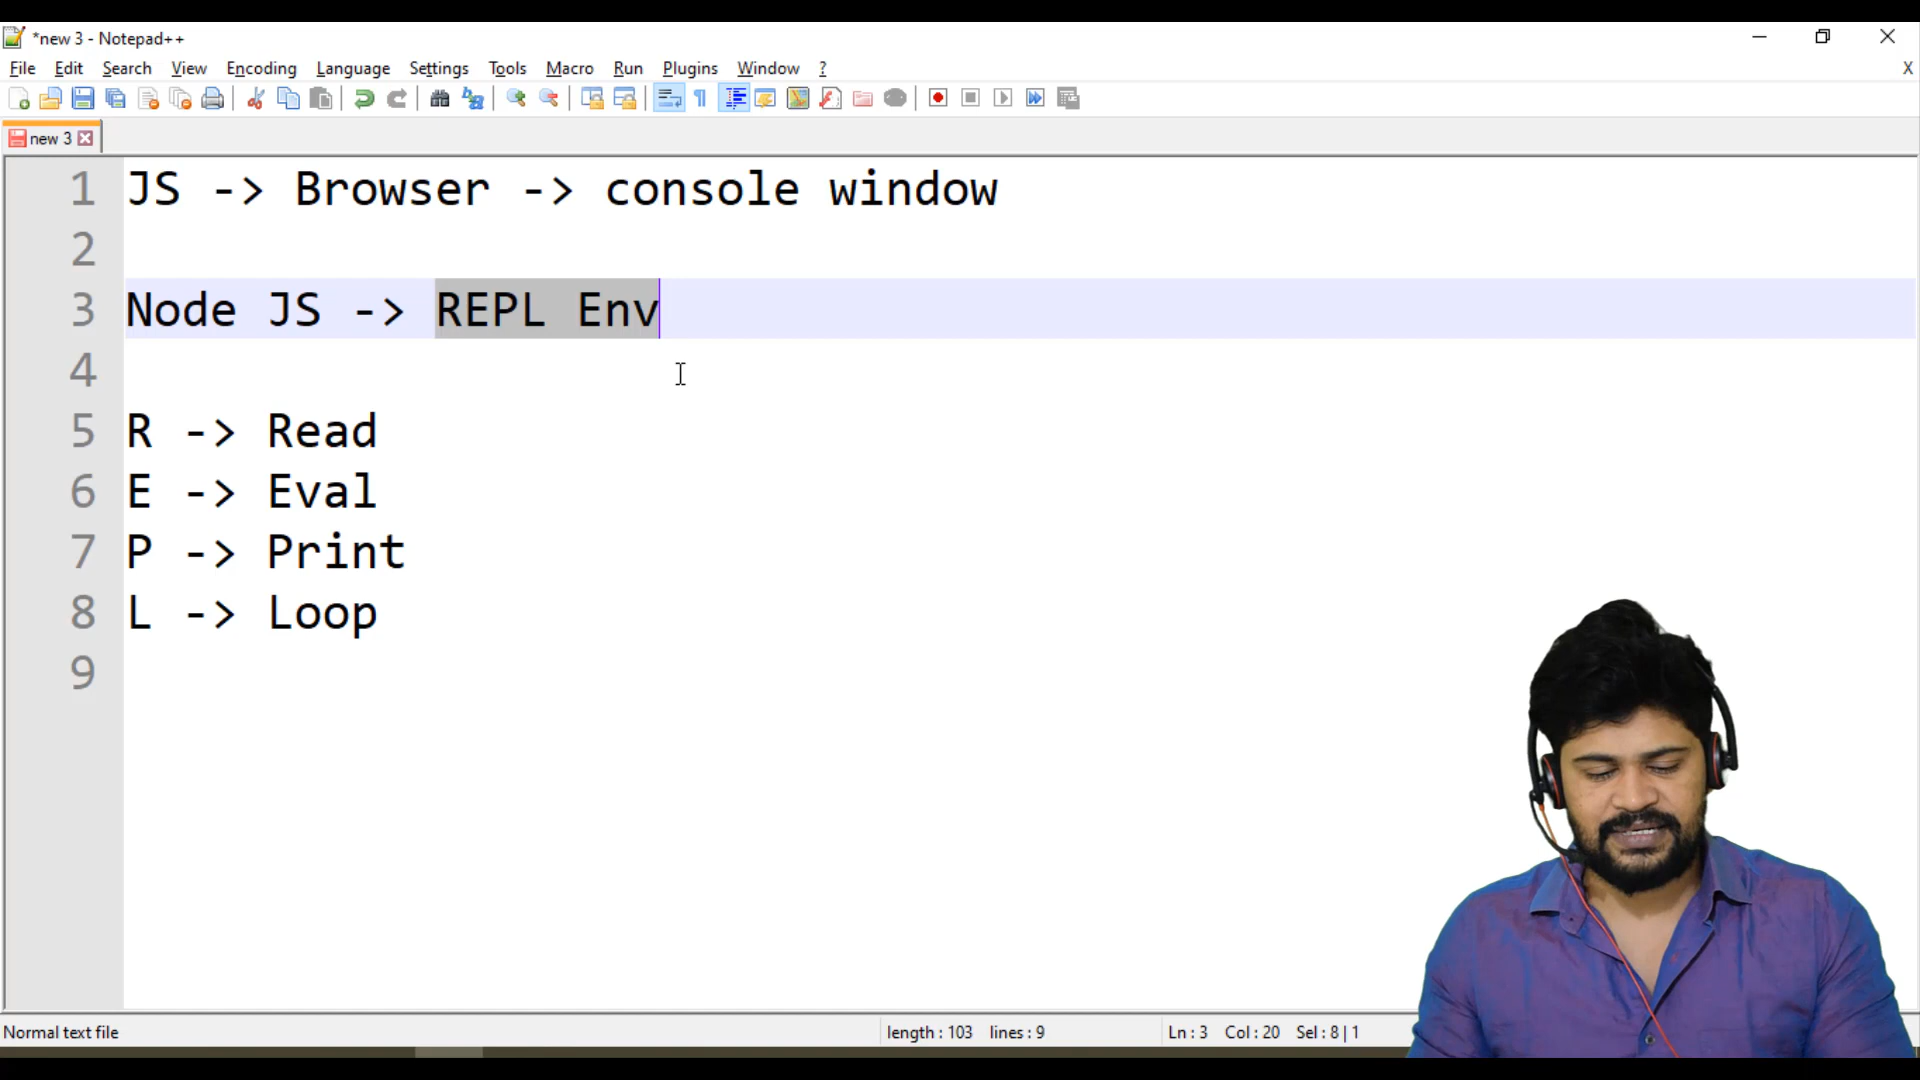 *new 3 - Notepad++
File Edit Search View Encoding Language Settings Tools Macro Run Plugins Window ? X
new 3
1 JS -> Browser -> console window
2
3 Node JS -> REPL Env
4
5 R -> Read
6 E -> Eval
7 P -> Print
8 L -> Loop
9
Normal text file length : 103 lines : 9 Ln : 3 Col : 20 Sel : 8 | 1